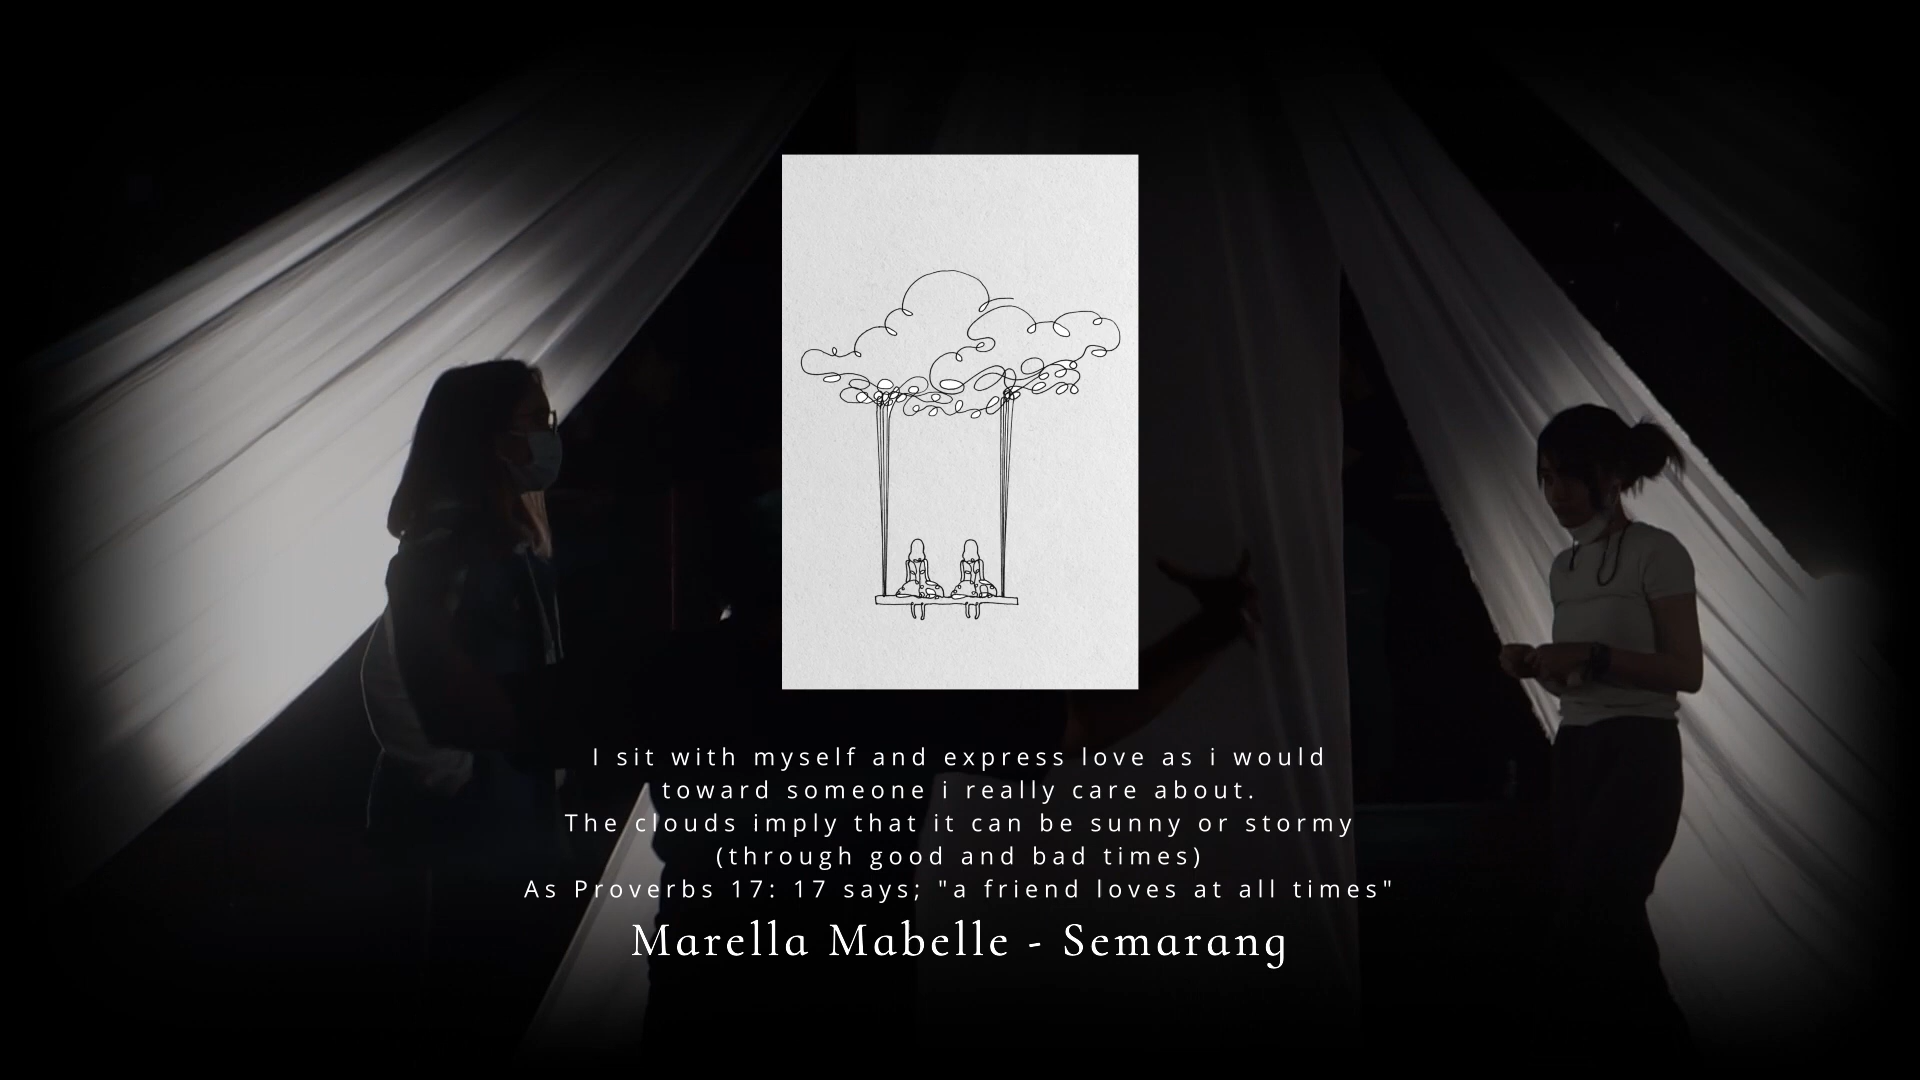 I sit with myself and express love as i would
toward someone i really care about.
The clouds imply that it can be sunny or stormy
(through good and bad times)
As Proverbs 17: 17 says; "a friend loves at all times"
Marella Mabelle - Semarang